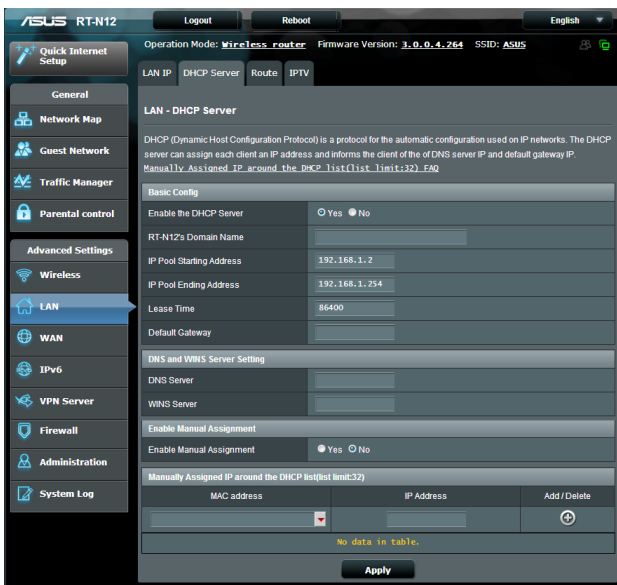 ASUS RT-N12 Logout Reboot English
Quick Internet Setup
Operation Mode: Wireless router Firmware Version: 3.0.0.4.264 SSID: ASUS
LAN IP DHCP Server Route IPTV
General
Network Map
Guest Network
Traffic Manager
Parental control
Advanced Settings
Wireless
LAN
WAN
IPv6
VPN Server
Firewall
Administration
System Log
LAN - DHCP Server
DHCP (Dynamic Host Configuration Protocol) is a protocol for the automatic configuration used on IP networks. The DHCP
server can assign each client an IP address and informs the client of the of DNS server IP and default gateway IP.
Manually Assigned IP around the DHCP list(list limit:32) FAQ
Basic Config
Enable the DHCP Server Yes No
RT-N12's Domain Name
IP Pool Starting Address 192.168.1.2
IP Pool Ending Address 192.168.1.254
Lease Time 86400
Default Gateway
DNS and WINS Server Setting
DNS Server
WINS Server
Enable Manual Assignment
Enable Manual Assignment Yes No
Manually Assigned IP around the DHCP list(list limit:32)
MAC address IP Address Add / Delete
No data in table.
Apply